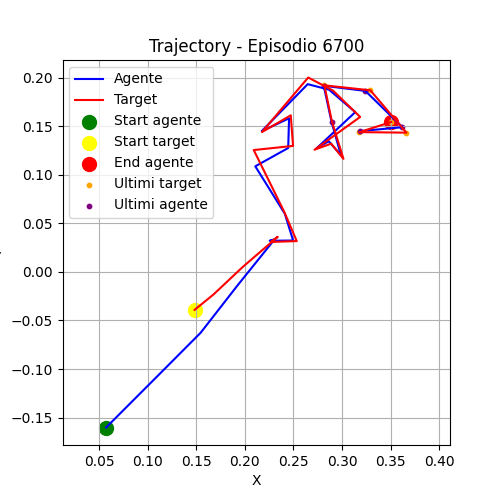 Trajectory - Episodio 6700
Agente
Target
Start agente
Start target
End agente
Ultimi target
Ultimi agente
0.20
0.15
0.10
0.05
0.00
−0.05
−0.10
−0.15
0.05 0.10 0.15 0.20 0.25 0.30 0.35 0.40
X